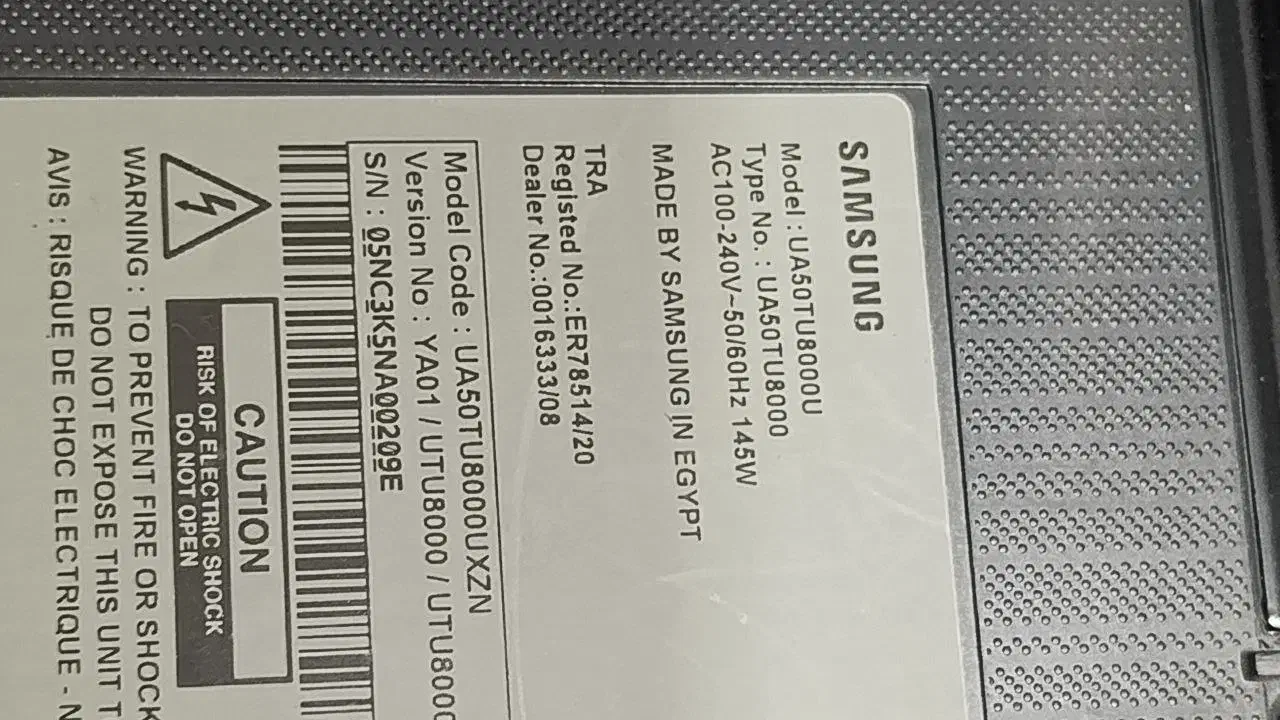 SAMSUNG
Model : UA50TU8000U
Type No. : UA50TU8000
AC100-240V~50/60Hz 145W
MADE BY SAMSUNG IN EGYPT
TRA
Registed No.:ER78514/20
Dealer No.:0016333/08
Model Code : UA50TU8000UXZN
Version No : YA01 / UTU8000 / UTU8000
S/N : 05NC3K5NA00209E
CAUTION
RISK OF ELECTRIC SHOCK
DO NOT OPEN
WARNING : TO PREVENT FIRE OR SHOCK
DO NOT EXPOSE THIS UNIT T
AVIS : RISQUE DE CHOC ELECTRIQUE - N